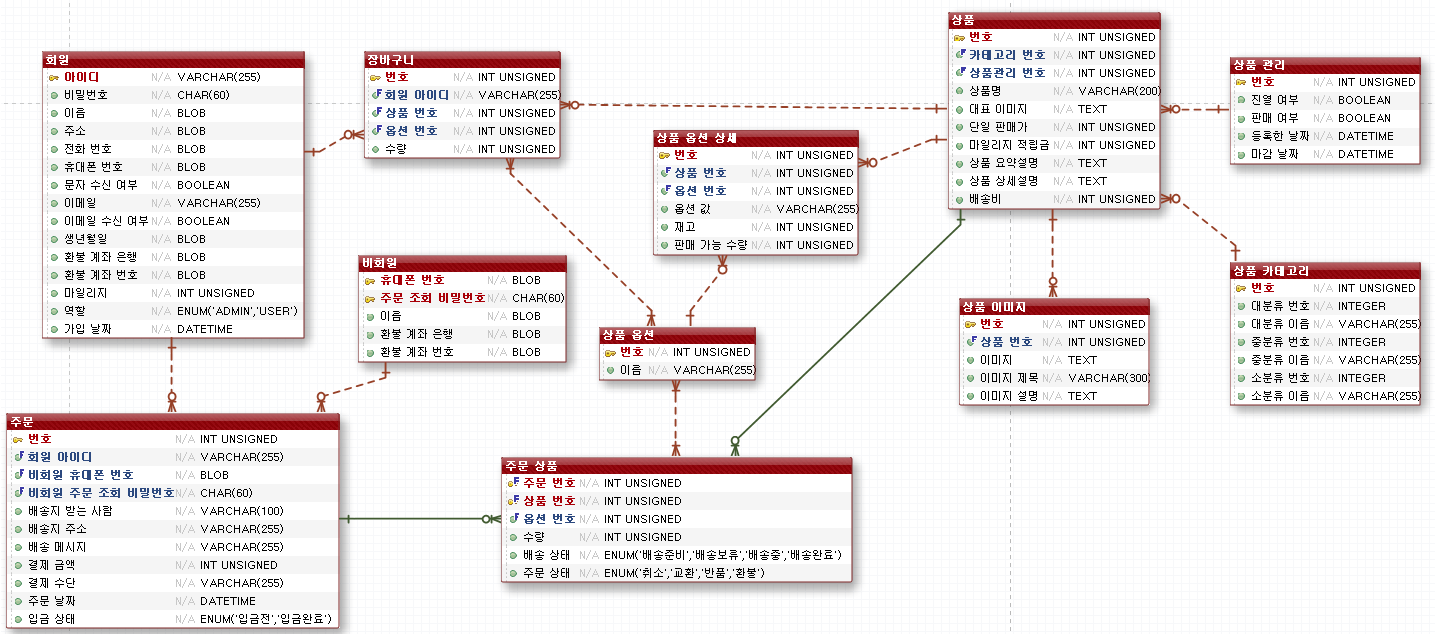 회원
아이디 N/A VARCHAR(255)
비밀번호 N/A CHAR(60)
이름 N/A BLOB
주소 N/A BLOB
전화 번호 N/A BLOB
휴대폰 번호 N/A BLOB
문자 수신 여부 N/A BOOLEAN
이메일 N/A VARCHAR(255)
이메일 수신 여부 N/A BOOLEAN
생년월일 N/A BLOB
환불 계좌 은행 N/A BLOB
환불 계좌 번호 N/A BLOB
마일리지 N/A INT UNSIGNED
역할 N/A ENUM('ADMIN','USER')
가입 날짜 N/A DATETIME
장바구니
번호 N/A INT UNSIGNED
회원 아이디 N/A VARCHAR(255)
상품 번호 N/A INT UNSIGNED
옵션 번호 N/A INT UNSIGNED
수량 N/A INT UNSIGNED
상품 옵션 상세
번호 N/A INT UNSIGNED
상품 번호 N/A INT UNSIGNED
옵션 번호 N/A INT UNSIGNED
옵션 값 N/A VARCHAR(255)
재고 N/A INT UNSIGNED
판매 가능 수량 N/A INT UNSIGNED
상품
번호 N/A INT UNSIGNED
카테고리 번호 N/A INT UNSIGNED
상품관리 번호 N/A INT UNSIGNED
상품명 N/A VARCHAR(200)
대표 이미지 N/A TEXT
단일 판매가 N/A INT UNSIGNED
마일리지 적립금 N/A INT UNSIGNED
상품 요약설명 N/A TEXT
상품 상세설명 N/A TEXT
배송비 N/A INT UNSIGNED
상품 관리
번호 N/A INT UNSIGNED
진열 여부 N/A BOOLEAN
판매 여부 N/A BOOLEAN
등록한 날짜 N/A DATETIME
마감 날짜 N/A DATETIME
비회원
휴대폰 번호 N/A BLOB
주문 조회 비밀번호 N/A CHAR(60)
이름 N/A BLOB
환불 계좌 은행 N/A BLOB
환불 계좌 번호 N/A BLOB
상품 옵션
번호 N/A INT UNSIGNED
이름 N/A VARCHAR(255)
상품 이미지
번호 N/A INT UNSIGNED
상품 번호 N/A INT UNSIGNED
이미지 N/A TEXT
이미지 제목 N/A VARCHAR(300)
이미지 설명 N/A TEXT
상품 카테고리
번호 N/A INT UNSIGNED
대분류 번호 N/A INTEGER
대분류 이름 N/A VARCHAR(255)
중분류 번호 N/A INTEGER
중분류 이름 N/A VARCHAR(255)
소분류 번호 N/A INTEGER
소분류 이름 N/A VARCHAR(255)
주문
번호 N/A INT UNSIGNED
회원 아이디 N/A VARCHAR(255)
비회원 휴대폰 번호 N/A BLOB
비회원 주문 조회 비밀번호 N/A CHAR(60)
배송지 받는 사람 N/A VARCHAR(100)
배송지 주소 N/A VARCHAR(255)
배송 메시지 N/A VARCHAR(255)
결제 금액 N/A INT UNSIGNED
결제 수단 N/A VARCHAR(255)
주문 날짜 N/A DATETIME
입금 상태 N/A ENUM('입금전','입금완료')
주문 상품
주문 번호 N/A INT UNSIGNED
상품 번호 N/A INT UNSIGNED
옵션 번호 N/A INT UNSIGNED
수량 N/A INT UNSIGNED
배송 상태 N/A ENUM('배송준비','배송보류','배송중','배송완료')
주문 상태 N/A ENUM('취소','교환','반품','환불')